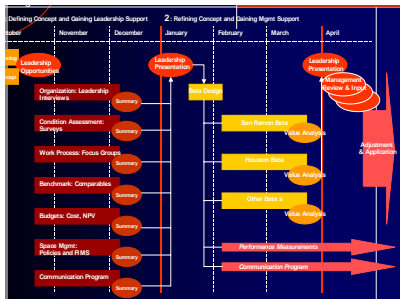 : Defining Concept and Gaining Leadership Support
2: Refining Concept and Gaining Mgmt Support
tober
November
December
January
February
March
April
Leadership
Opportunities
Leadership
Presentation
Leadership
Presentation
Management
Review & Input
Beta Design
Organization: Leadership
Interviews
Summary
Condition Assessment:
Surveys
Summary
San Ramon Beta
Value Analysis
Adjustment
& Application
Work Process: Focus Groups
Summary
Houston Beta
Value Analysis
Benchmark: Comparables
Summary
Other Beta s
Value Analysis
Budgets: Cost, NPV
Summary
Space Mgmt:
Policies and FIMS
Summary
Performance Measurements
Communication Program
Summary
Communication Program